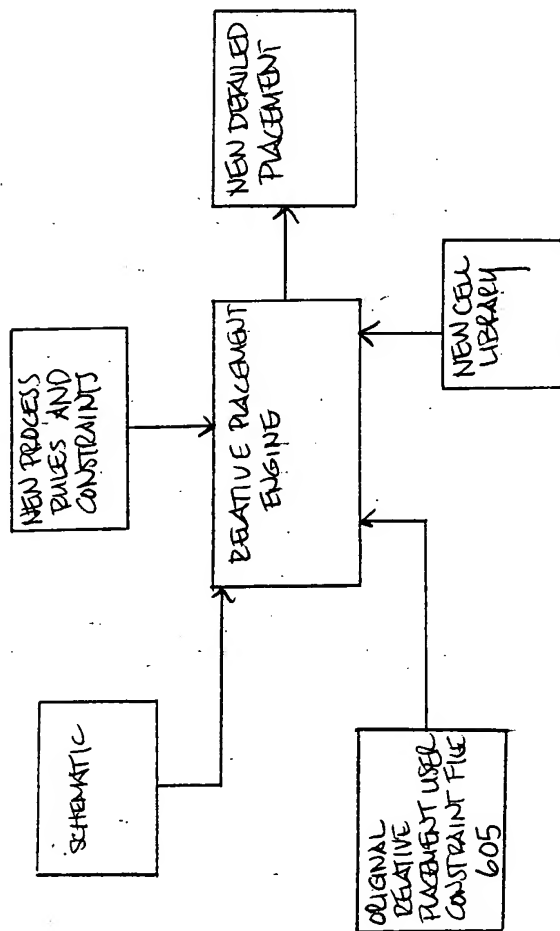 SCHEMATIC
NEW PROCESS
RULES AND
CONSTRAINTS
RELATIVE PLACEMENT
ENGINE
NEW DETAILED
PLACEMENT
ORIGINAL
RELATIVE
PLACEMENT USER
CONSTRAINT FILE
605
NEW CELL
LIBRARY